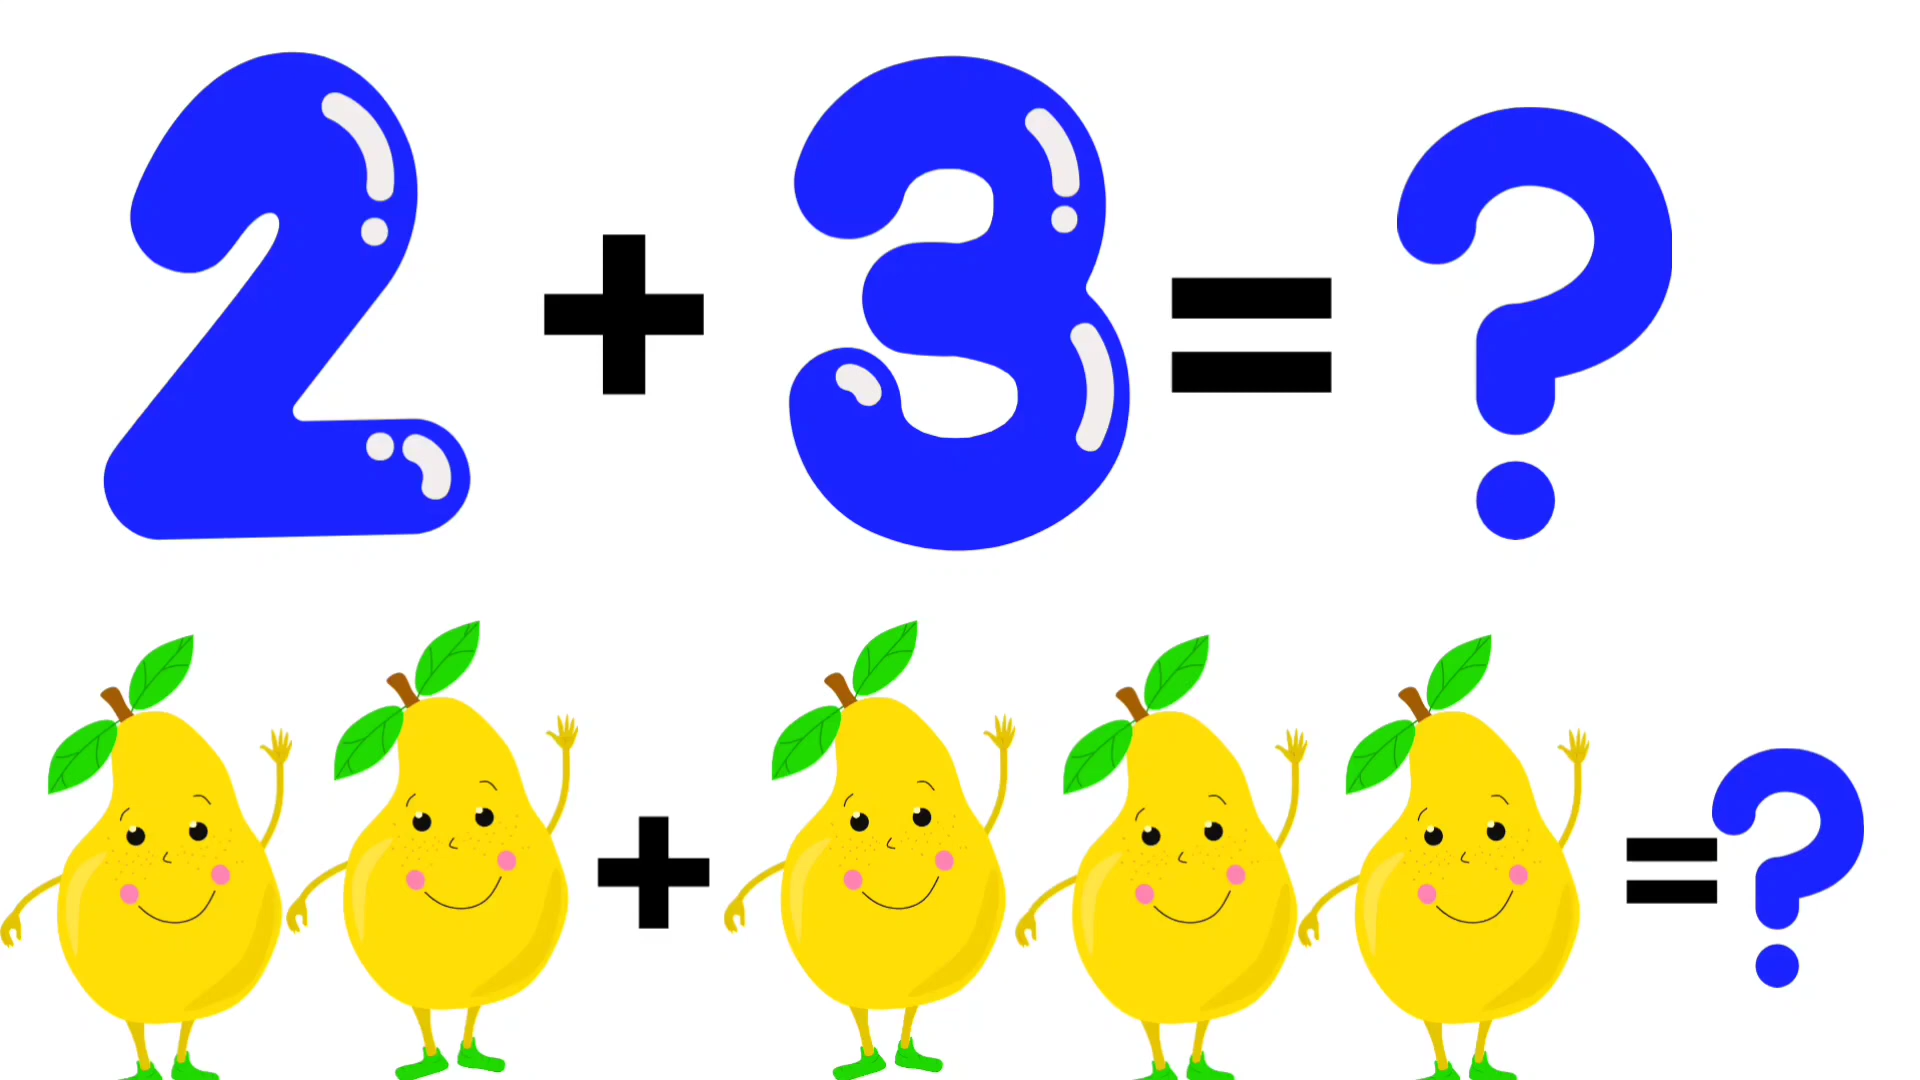 2 + 3 = ?
+ = ?